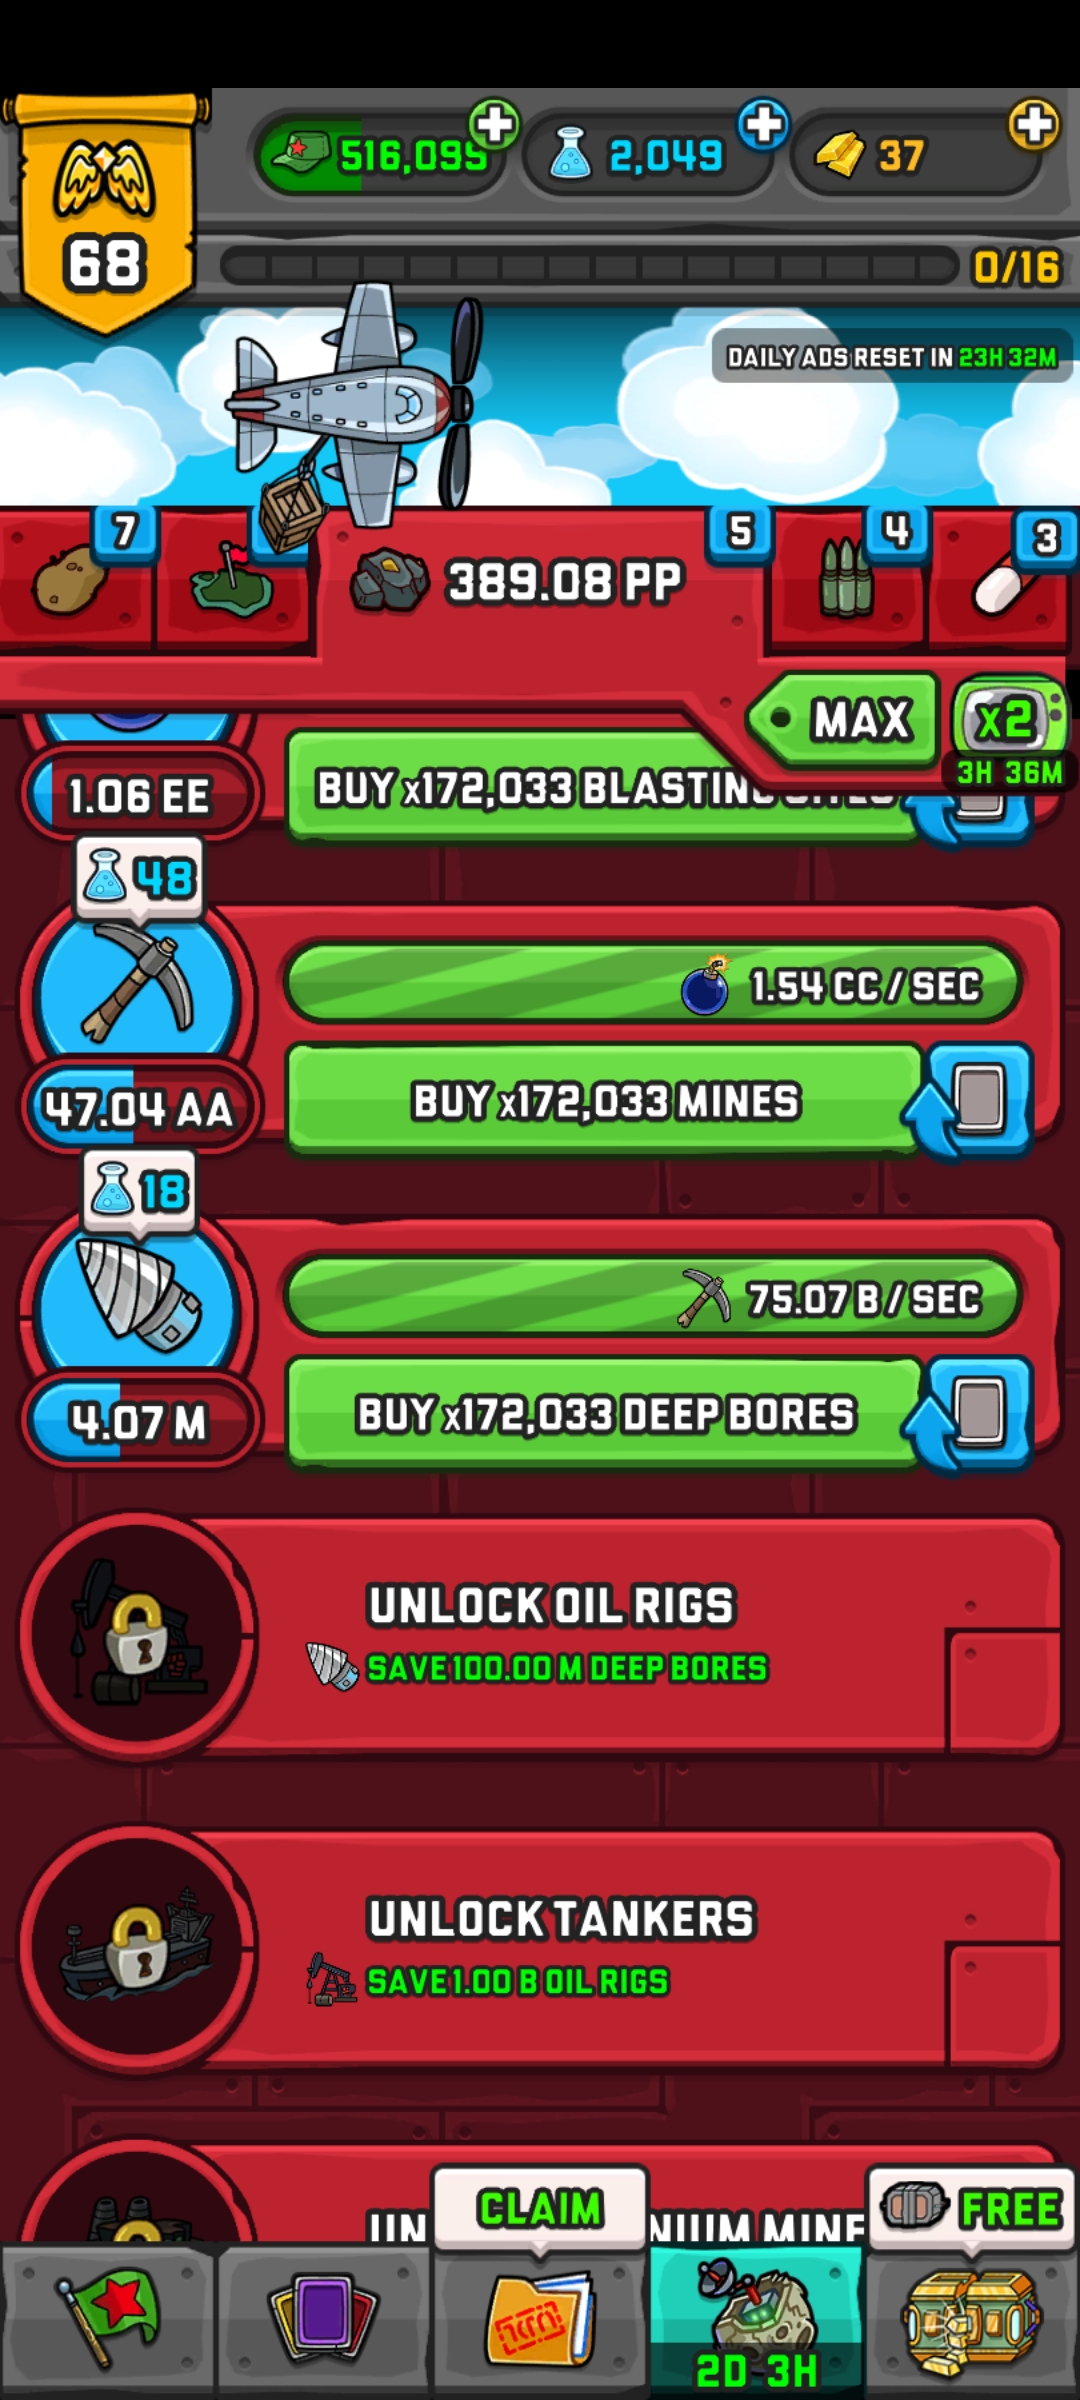 516,099
2,049
37
68
0/16
DAILY ADS RESET IN 23H 32M
7
5
4
3
389.08 PP
MAX
x2
3H 36M
1.06 EE
BUY x172,033 BLASTING SITES
48
1.54 CC / SEC
47.04 AA
BUY x172,033 MINES
18
75.07 B / SEC
4.07 M
BUY x172,033 DEEP BORES
UNLOCK OIL RIGS
SAVE 100.00 M DEEP BORES
UNLOCK TANKERS
SAVE 1.00 B OIL RIGS
CLAIM
FREE
2D 3H